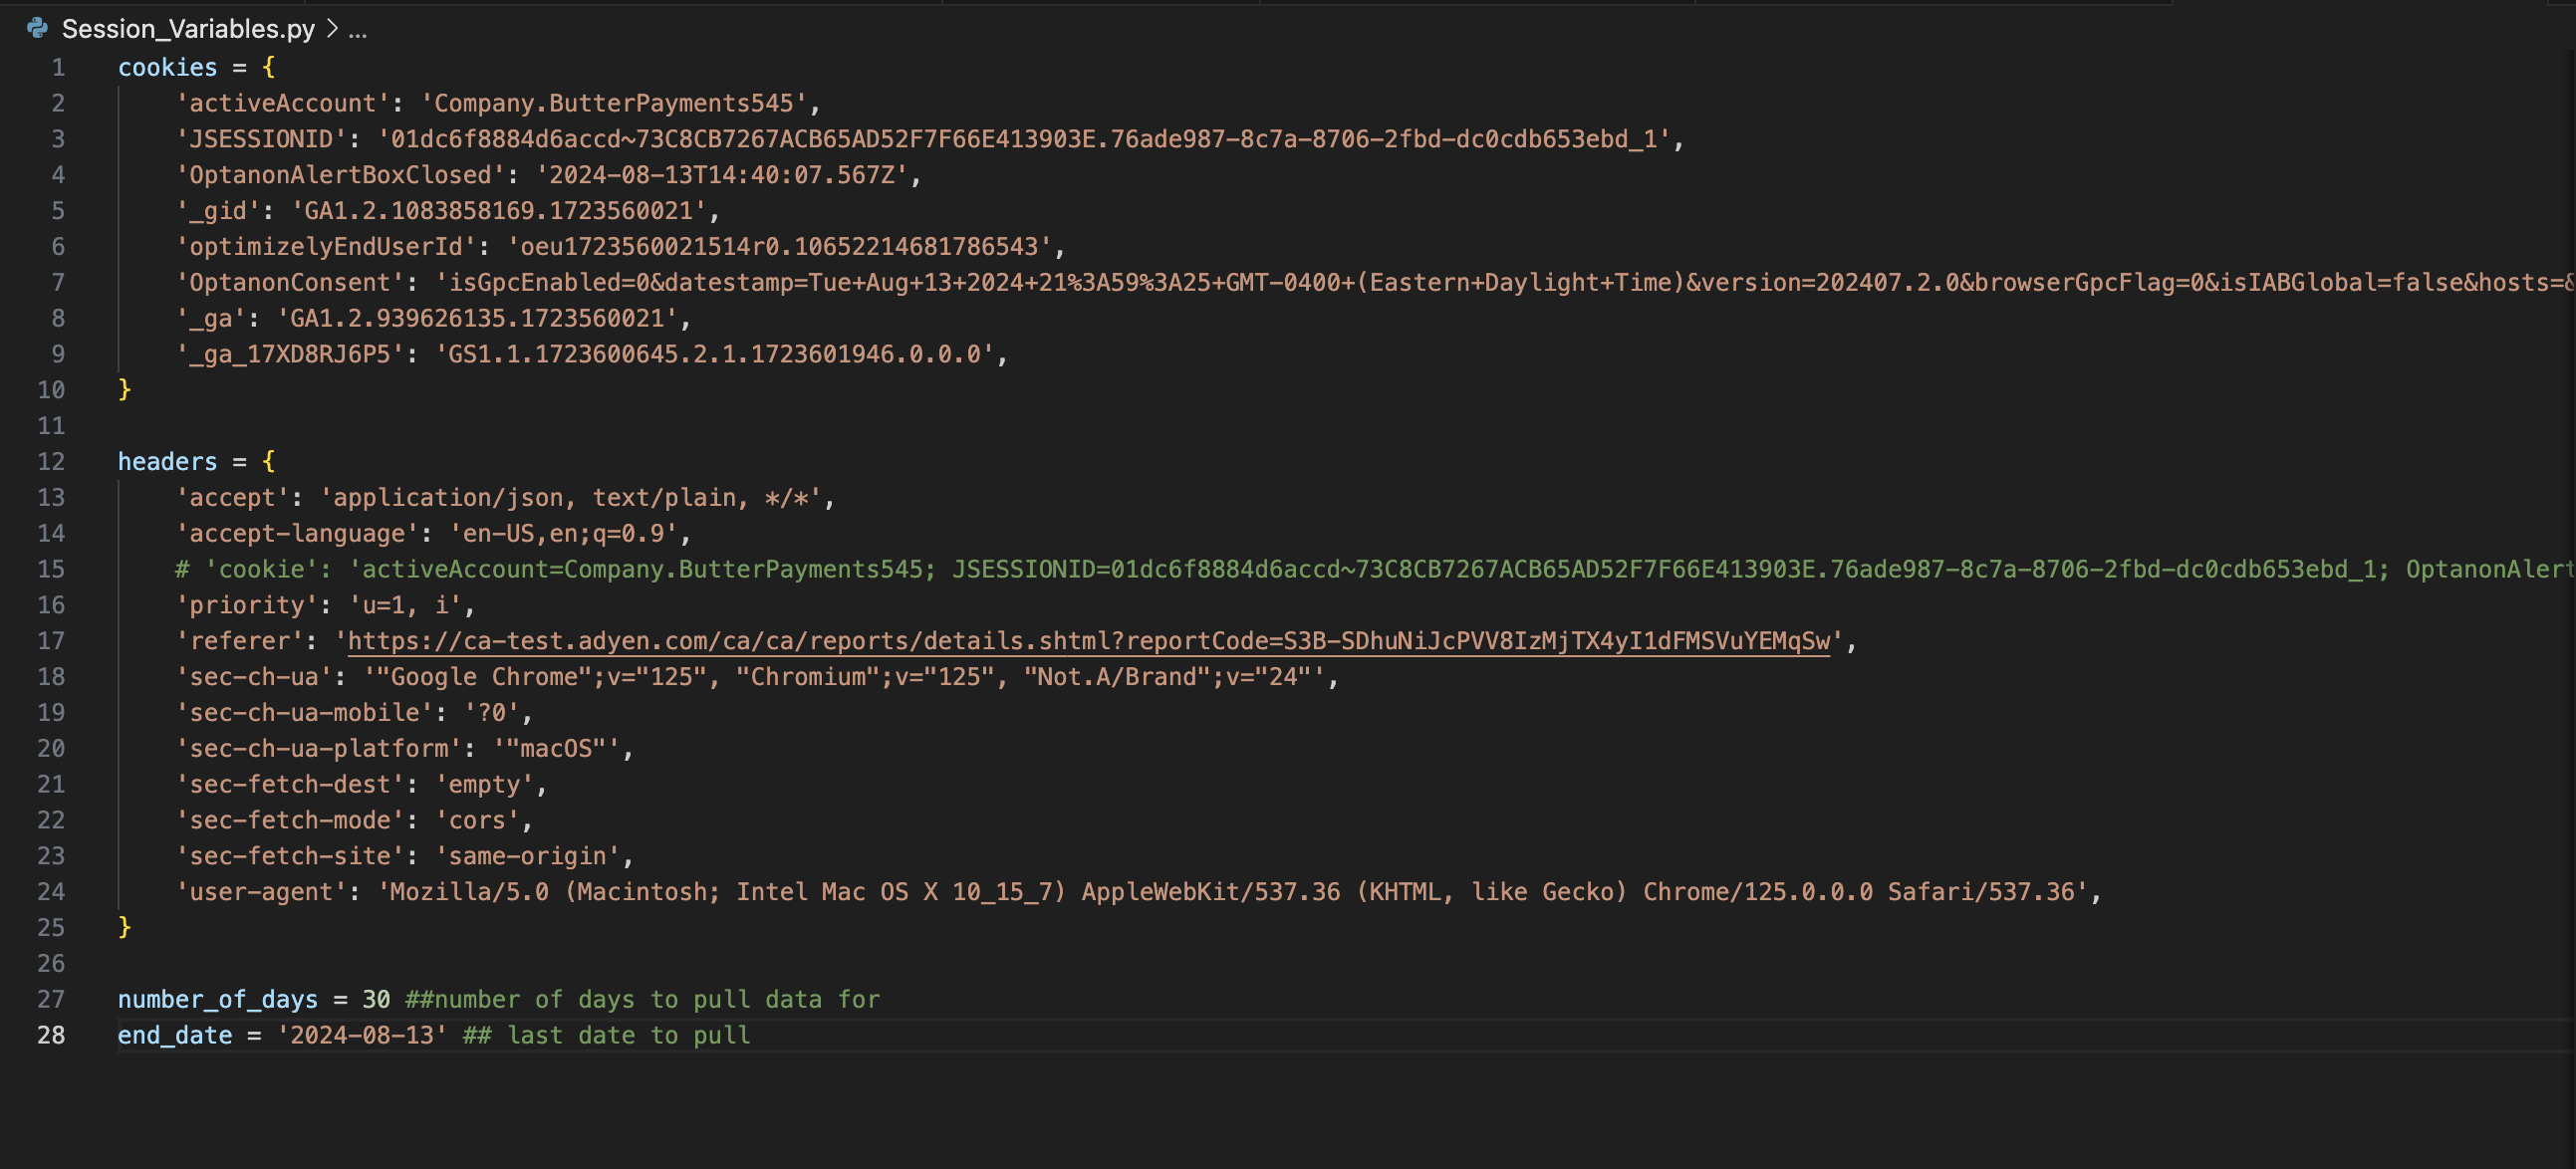 Session_Variables.py > ...
1 cookies = {
2 'activeAccount': 'Company.ButterPayments545',
3 'JSESSIONID': '01dc6f8884d6accd~73C8CB7267ACB65AD52F7F66E413903E.76ade987-8c7a-8706-2fbd-dc0cdb653ebd_1',
4 'OptanonAlertBoxClosed': '2024-08-13T14:40:07.567Z',
5 '_gid': 'GA1.2.1083858169.1723560021',
6 'optimizelyEndUserId': 'oeu1723560021514r0.10652214681786543',
7 'OptanonConsent': 'isGpcEnabled=0&datestamp=Tue+Aug+13+2024+21%3A59%3A25+GMT-0400+(Eastern+Daylight+Time)&version=202407.2.0&browserGpcFlag=0&isIABGlobal=false&hosts=&
8 '_ga': 'GA1.2.939626135.1723560021',
9 '_ga_17XD8RJ6P5': 'GS1.1.1723600645.2.1.1723601946.0.0.0',
10 }
11
12 headers = {
13 'accept': 'application/json, text/plain, */*',
14 'accept-language': 'en-US,en;q=0.9',
15 # 'cookie': 'activeAccount=Company.ButterPayments545; JSESSIONID=01dc6f8884d6accd~73C8CB7267ACB65AD52F7F66E413903E.76ade987-8c7a-8706-2fbd-dc0cdb653ebd_1; OptanonAlert
16 'priority': 'u=1, i',
17 'referer': 'https://ca-test.adyen.com/ca/ca/reports/details.shtml?reportCode=S3B-SDhuNiJcPVV8IzMjTX4yI1dFMSVuYEMqSw',
18 'sec-ch-ua': '"Google Chrome";v="125", "Chromium";v="125", "Not.A/Brand";v="24"',
19 'sec-ch-ua-mobile': '?0',
20 'sec-ch-ua-platform': '"macOS"',
21 'sec-fetch-dest': 'empty',
22 'sec-fetch-mode': 'cors',
23 'sec-fetch-site': 'same-origin',
24 'user-agent': 'Mozilla/5.0 (Macintosh; Intel Mac OS X 10_15_7) AppleWebKit/537.36 (KHTML, like Gecko) Chrome/125.0.0.0 Safari/537.36',
25 }
26
27 number_of_days = 30 ##number of days to pull data for
28 end_date = '2024-08-13' ## last date to pull